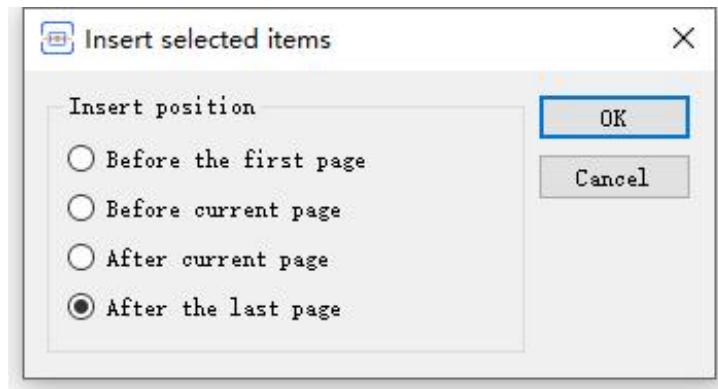 Insert selected items
Insert position
Before the first page
Before current page
After current page
After the last page
OK
Cancel